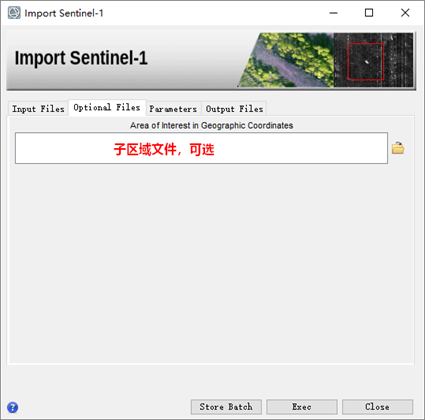 Import Sentinel-1
Import Sentinel-1
Input Files
Optional Files
Parameters
Output Files
Area of Interest in Geographic Coordinates
子区域文件，可选
?
Store Batch
Exec
Close